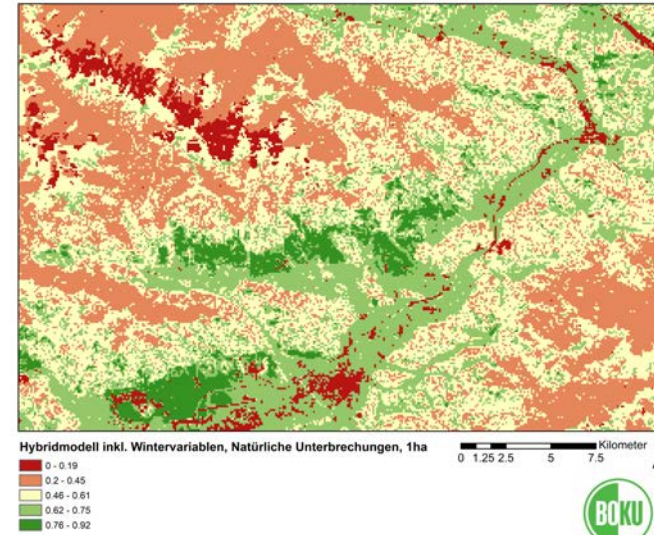 Hybridmodell inkl. Wintervariablen, Natürliche Unterbrechungen, 1ha
0 - 0.19
0.2 - 0.45
0.46 - 0.61
0.62 - 0.75
0.76 - 0.92
Kilometer
0 1.25 2.5 5 7.5
BOKU